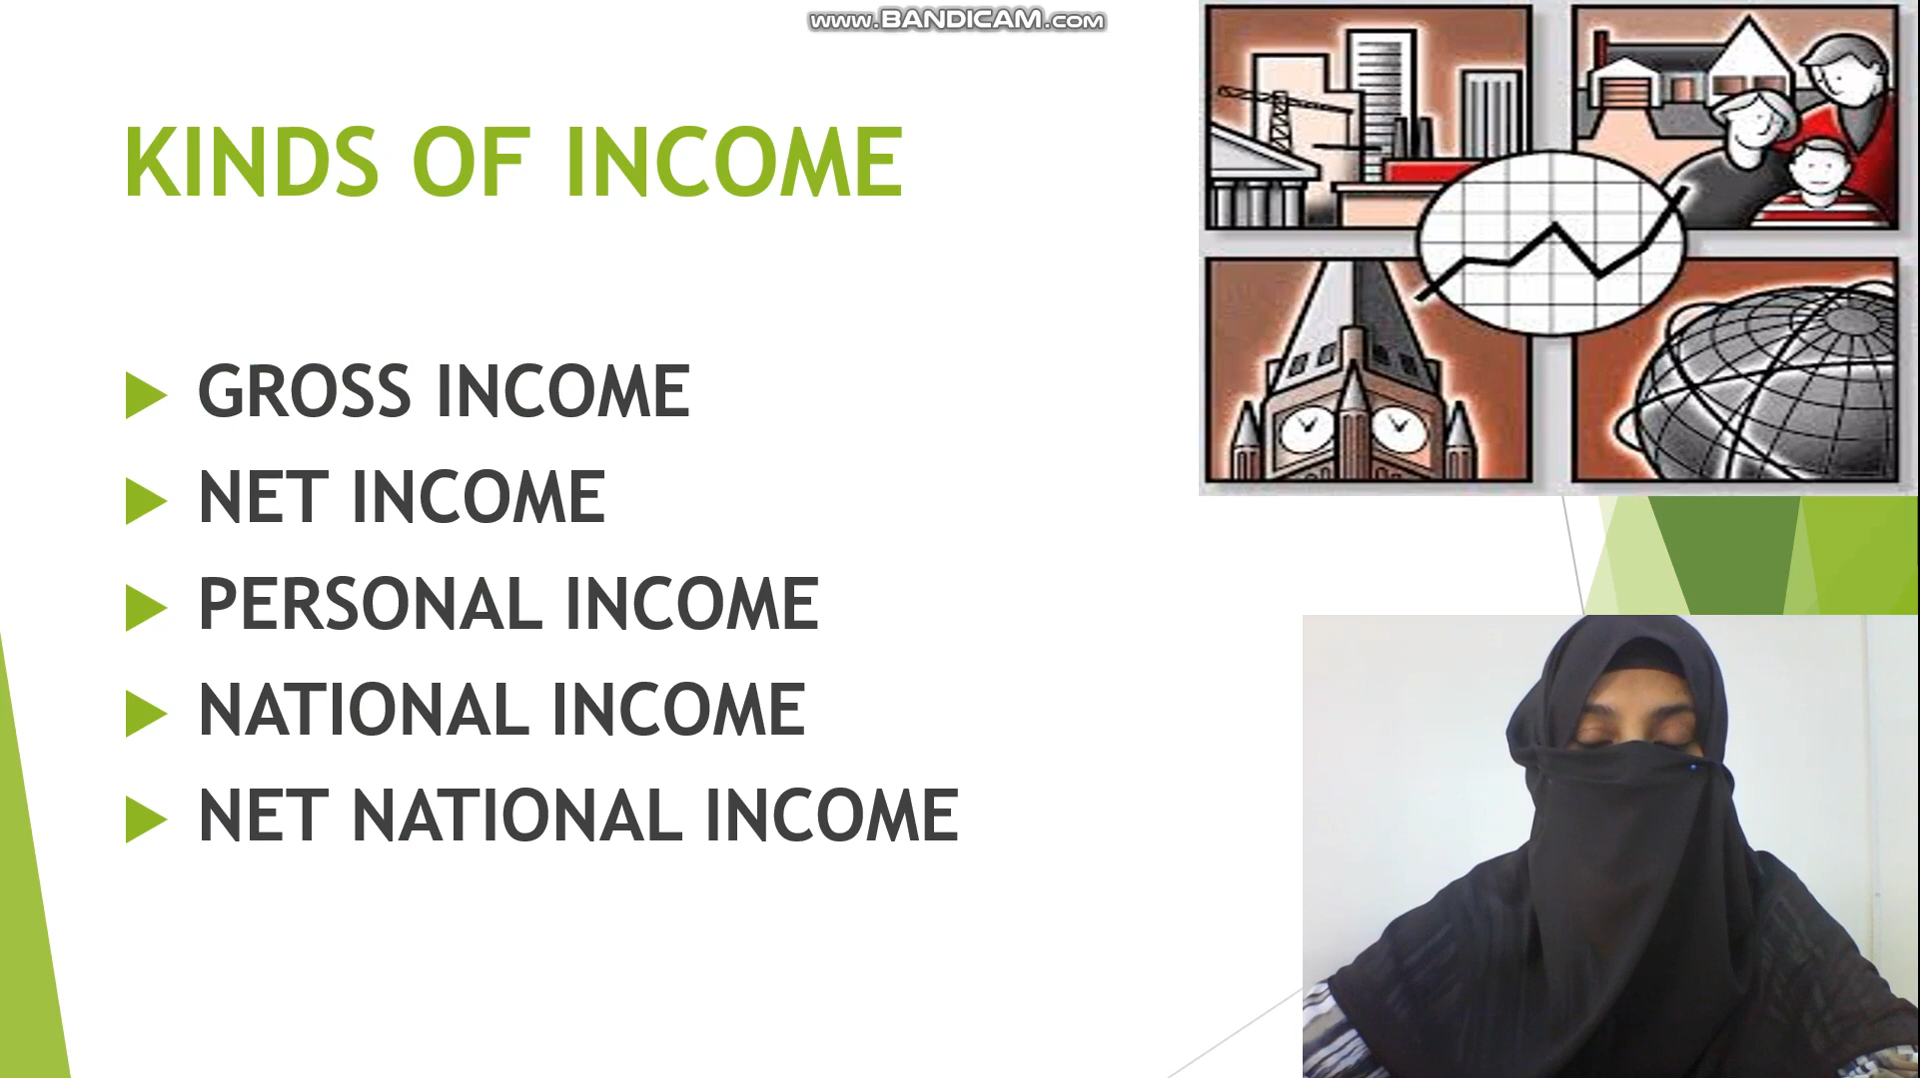 www.BANDICAM.com
KINDS OF INCOME
GROSS INCOME
NET INCOME
PERSONAL INCOME
NATIONAL INCOME
NET NATIONAL INCOME